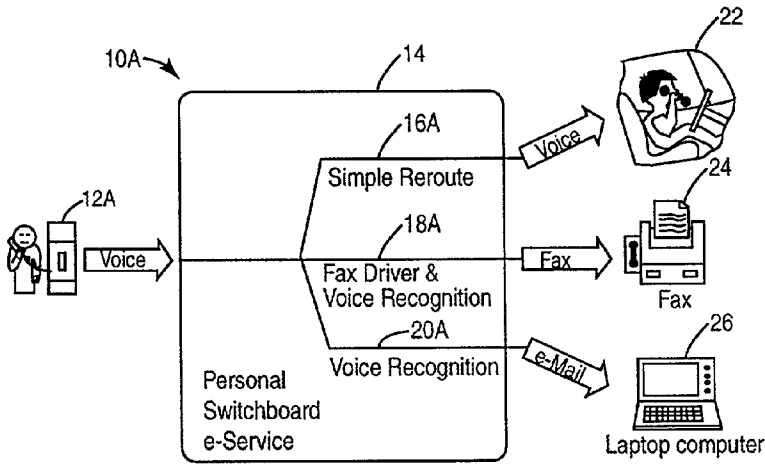 10A
14
22
16A
Voice
Simple Reroute
24
12A
18A
Voice
Fax
Fax Driver &
Voice Recognition
Fax
20A
26
Voice Recognition
e-Mail
Personal
Switchboard
e-Service
Laptop computer